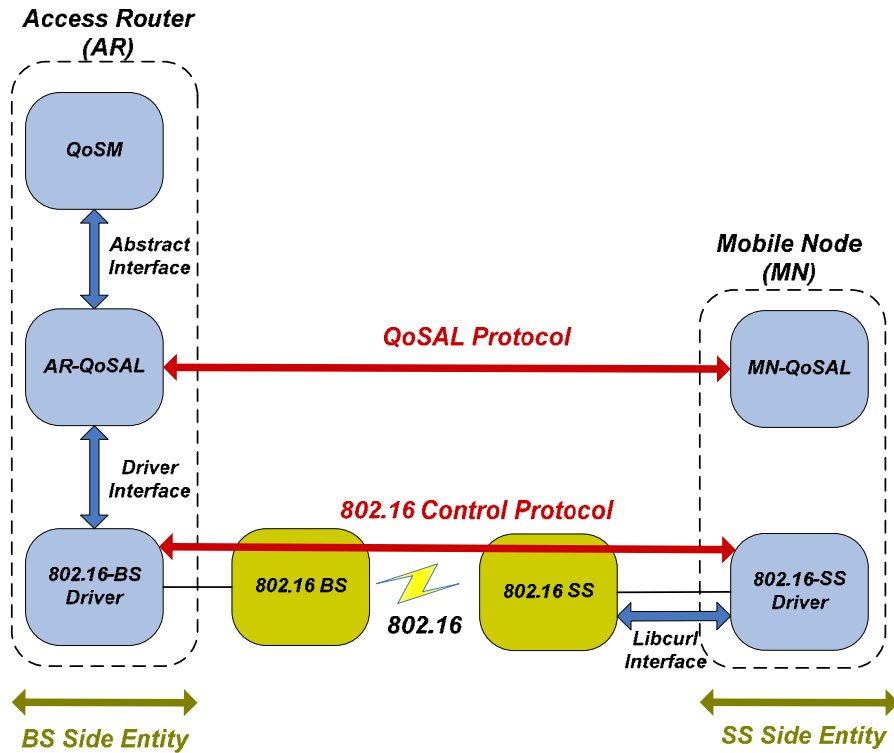 Access Router
(AR)
QoSM
Abstract
Interface
Mobile Node
(MN)
AR-QoSAL
QoSAL Protocol
MN-QoSAL
Driver
Interface
802.16 Control Protocol
802.16-BS
Driver
802.16 BS
802.16
802.16 SS
802.16-SS
Driver
Libcurl
Interface
BS Side Entity
SS Side Entity